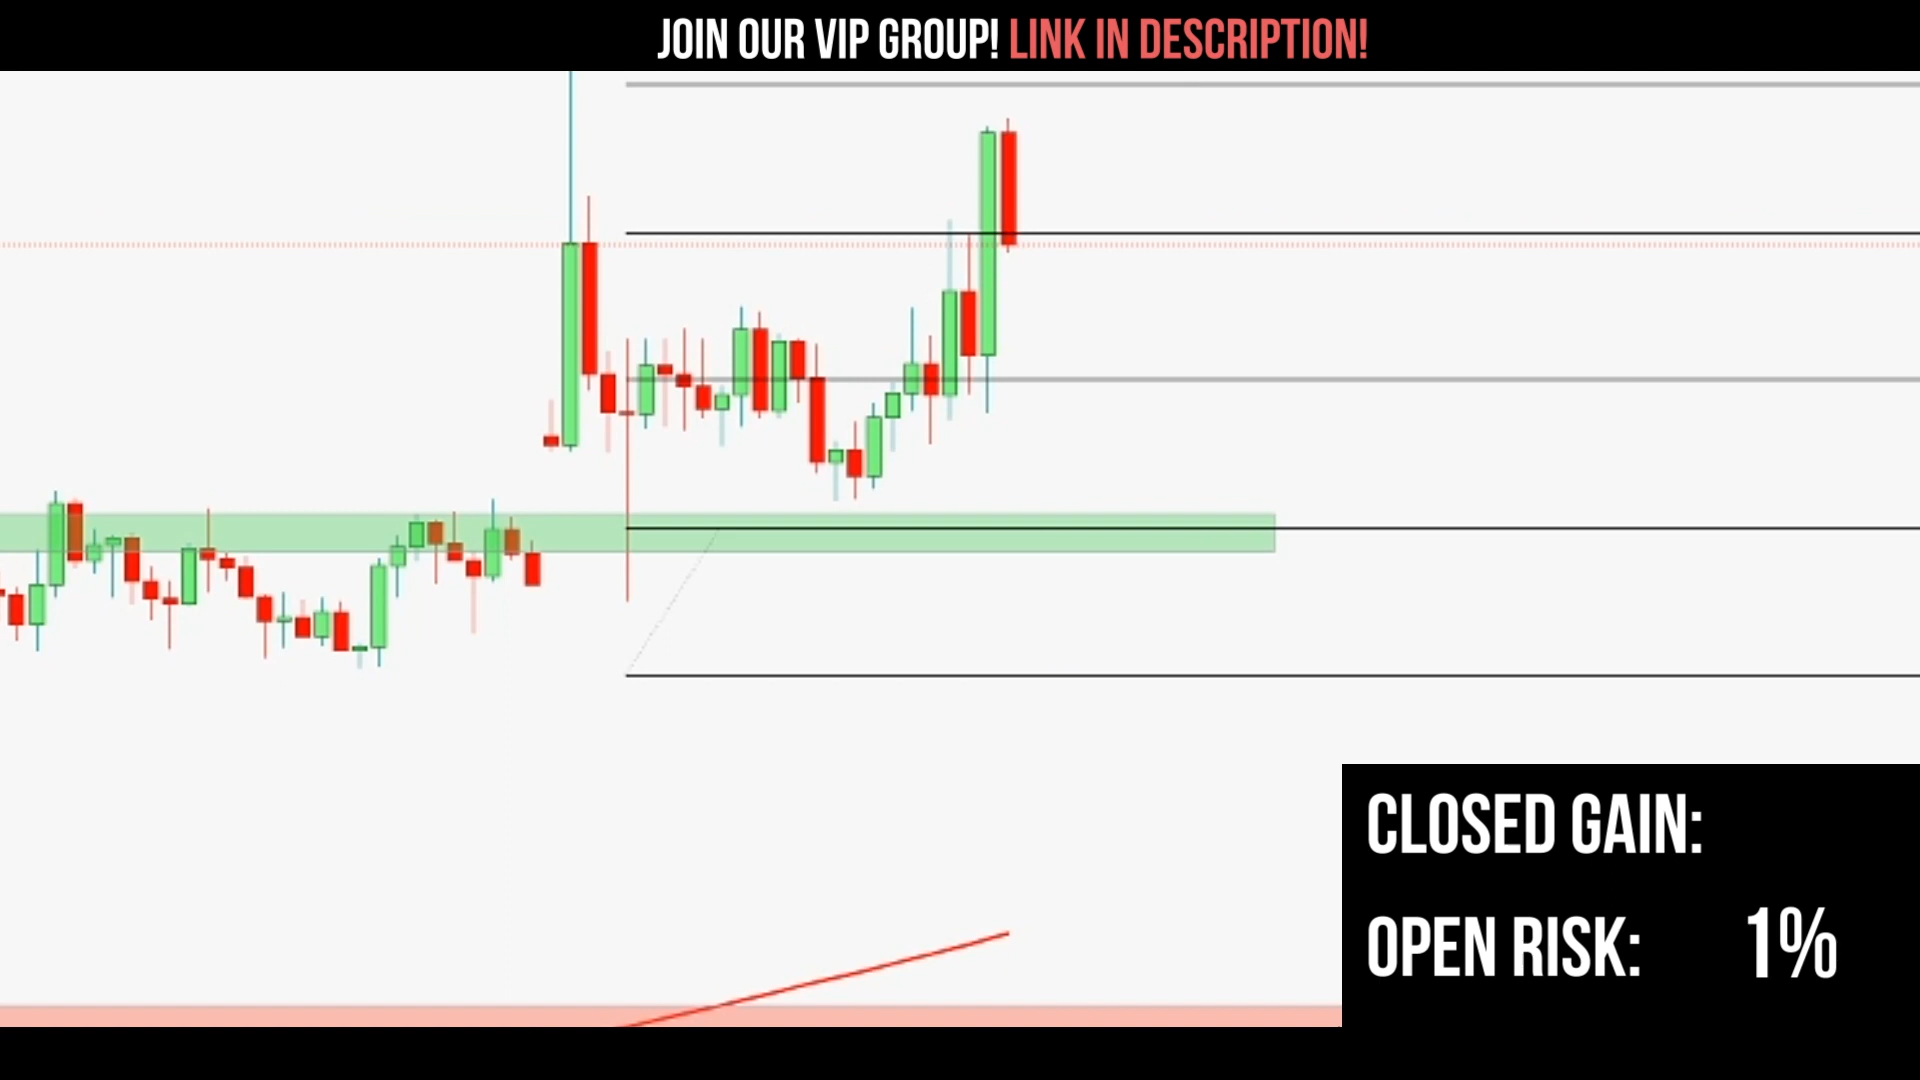 JOIN OUR VIP GROUP! LINK IN DESCRIPTION!
CLOSED GAIN:
OPEN RISK: 1%